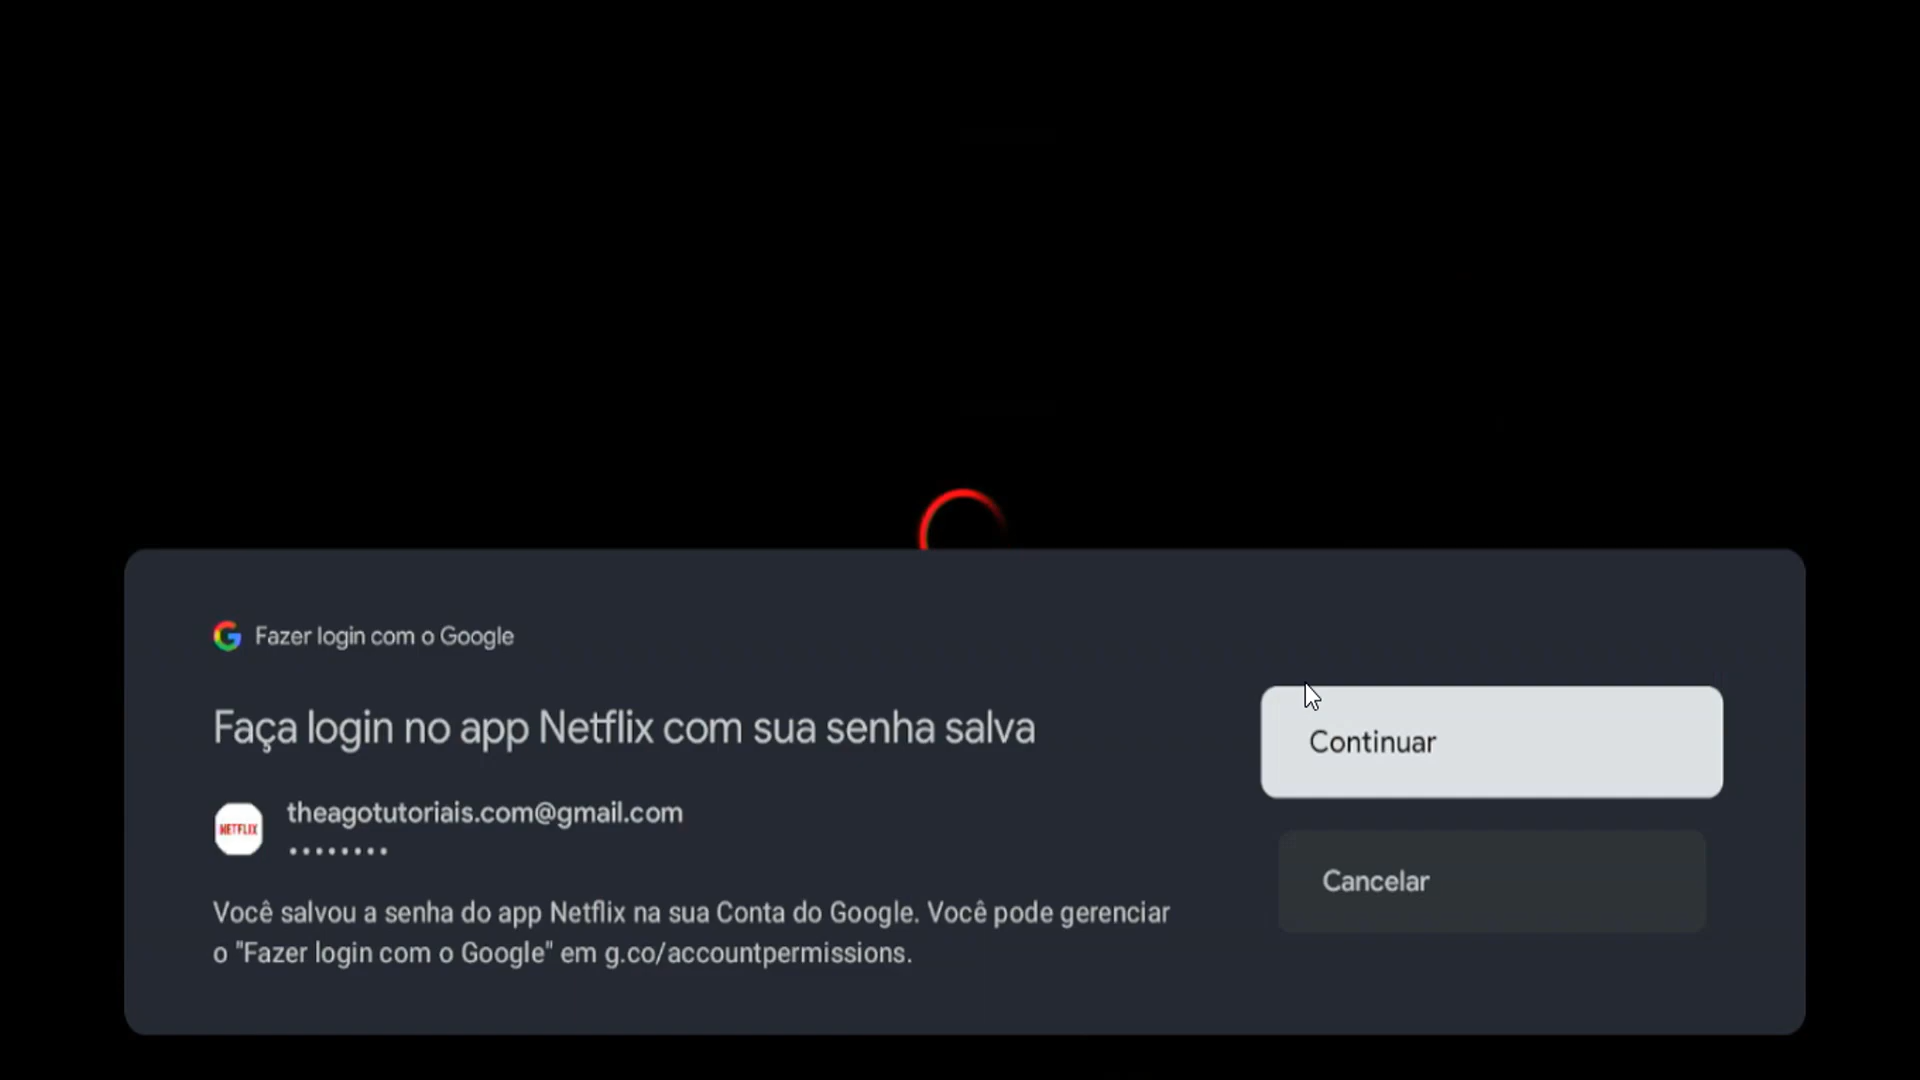 Fazer login com o Google
Faça login no app Netflix com sua senha salva
NETFLIX
theagotutoriais.com@gmail.com
••••••••
Você salvou a senha do app Netflix na sua Conta do Google. Você pode gerenciar
o "Fazer login com o Google" em g.co/accountpermissions.
Continuar
Cancelar